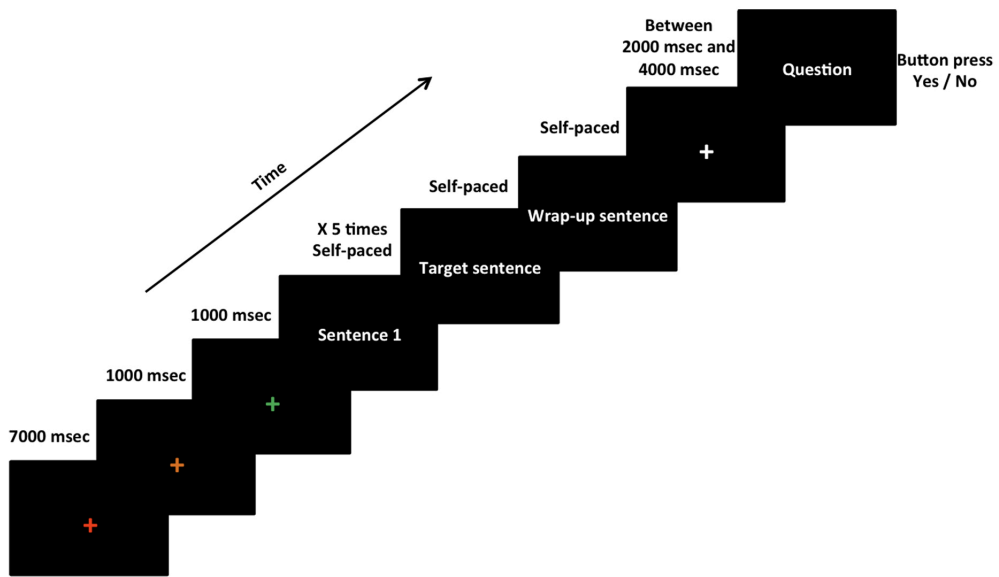 Between
2000 msec and
4000 msec
Question
Button press
Yes / No
Self-paced
+
Self-paced
Wrap-up sentence
Time
X 5 times
Self-paced
Target sentence
1000 msec
Sentence 1
1000 msec
+
7000 msec
+
+